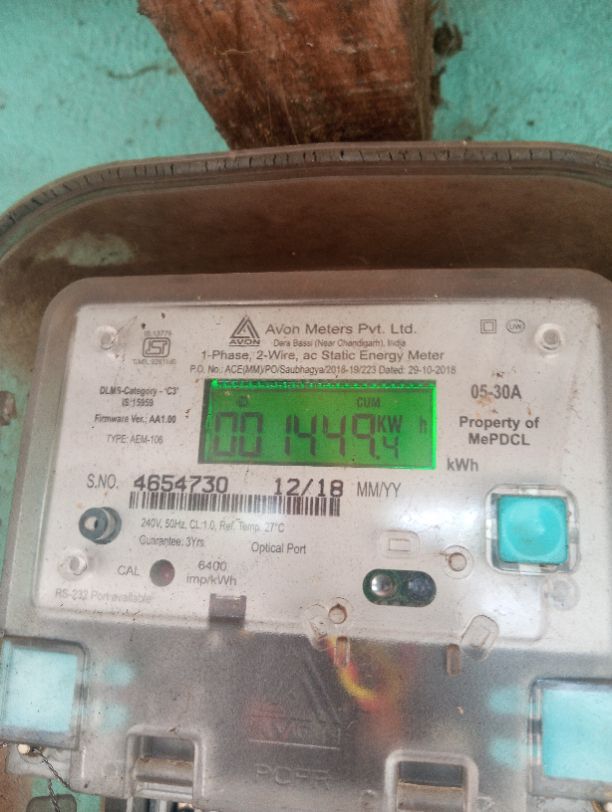 IS:13779
ISI
AVON
Avon Meters Pvt. Ltd.
Dera Bassi (Near Chandigarh), India
1-Phase, 2-Wire, ac Static Energy Meter
P.O. No.: ACE(MM)/PO/Saubhagya/2018-19/223 Dated: 29-10-2018
DLMS-Category - 'C3'
IS:15959
Firmware Ver.: AA1.00
TYPE: AEM-106
CUM
001449.4 KW h
kWh
05-30A
Property of
MePDCL
S.NO. 4654730 12/18 MM/YY
240V, 50Hz, CL:1.0, Ref. Temp. 27°C
Guarantee: 3Yrs.
Optical Port
CAL
6400
imp/kWh
RS-232 Port available
AVON